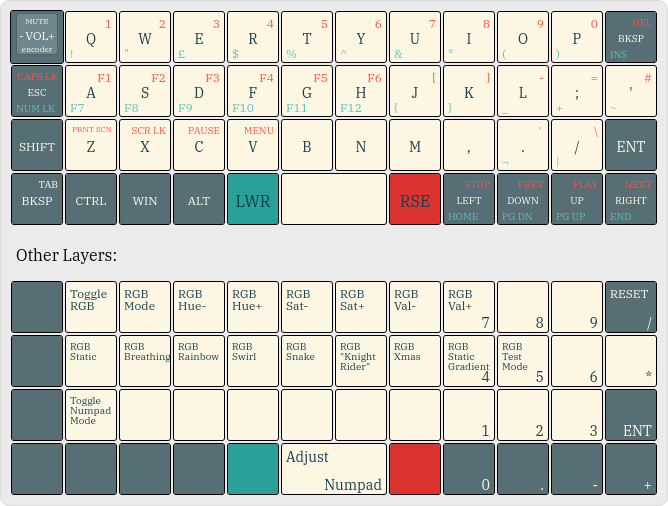 MUTE
- VOL+
encoder
1
Q
!
2
W
"
3
E
£
4
R
$
5
T
%
6
Y
^
7
U
&
8
I
*
9
O
(
0
P
)
DEL
BKSP
INS
CAPS LK
ESC
NUM LK
F1
A
F7
F2
S
F8
F3
D
F9
F4
F
F10
F5
G
F11
F6
H
F12
[
J
{
]
K
}
-
L
_
=
;
+
#
'
~
SHIFT
PRNT SCN
Z
SCR LK
X
PAUSE
C
MENU
V
B
N
M
,
`
.
¬
\
/
|
ENT
TAB
BKSP
CTRL
WIN
ALT
LWR
RSE
STOP
LEFT
HOME
PREV
DOWN
PG DN
PLAY
UP
PG UP
NEXT
RIGHT
END
Other Layers:
Toggle
RGB
RGB
Mode
RGB
Hue-
RGB
Hue+
RGB
Sat-
RGB
Sat+
RGB
Val-
RGB
Val+
7
8
9
RESET
/
RGB
Static
RGB
Breathing
RGB
Rainbow
RGB
Swirl
RGB
Snake
RGB
"Knight
Rider"
RGB
Xmas
RGB
Static
Gradient
4
RGB
Test
Mode
5
6
*
Toggle
Numpad
Mode
1
2
3
ENT
Adjust
Numpad
0
.
-
+